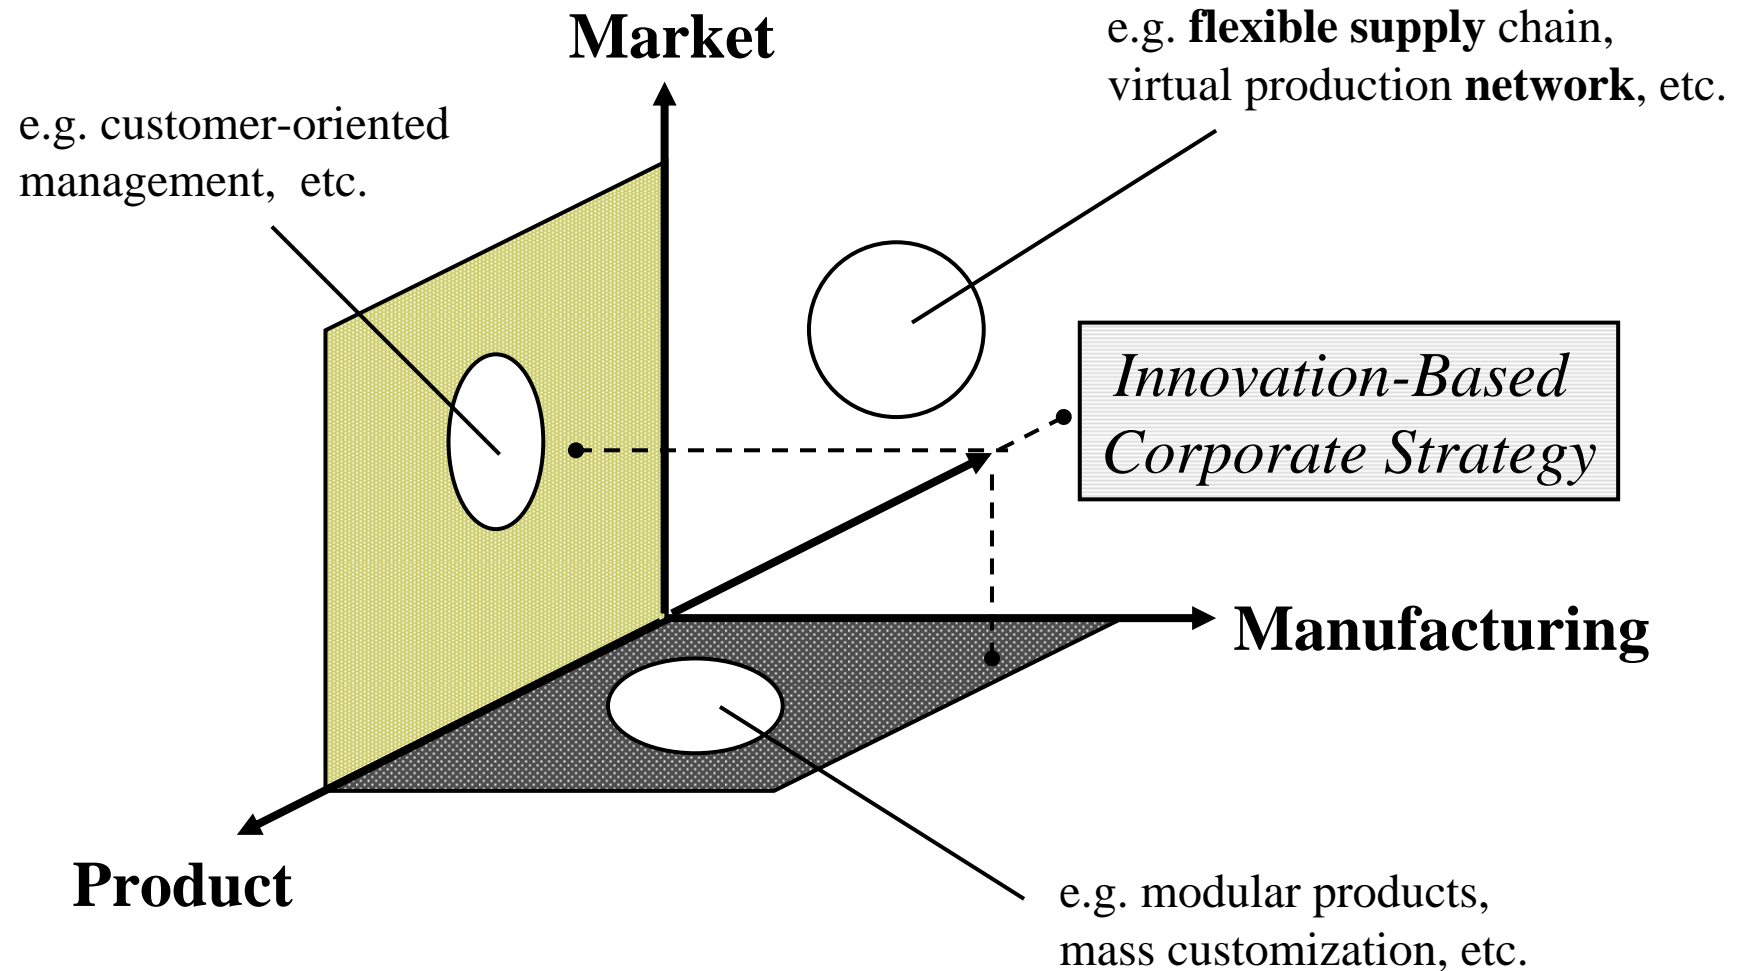 Market
e.g. flexible supply chain,
virtual production network, etc.
e.g. customer-oriented
management,  etc.
Innovation-Based
Corporate Strategy
Manufacturing
Product
e.g. modular products,
mass customization, etc.